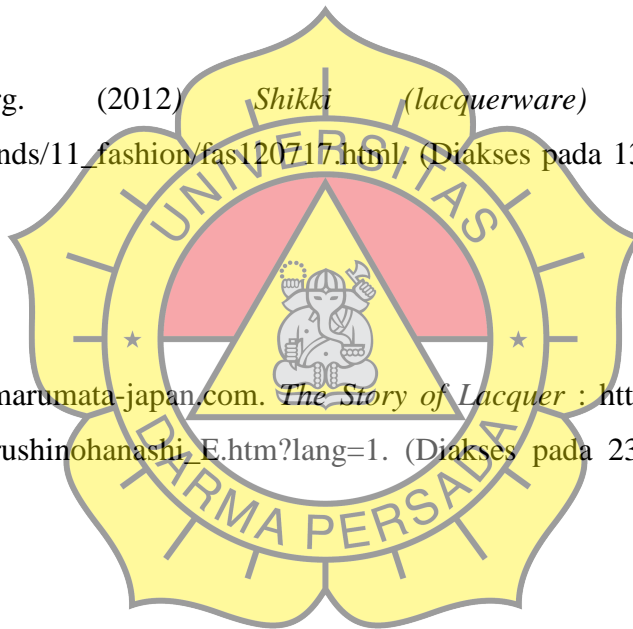 rg. (2012) Shikki (lacquerware)
nds/11_fashion/fas120717.html. (Diakses pada 13
marumata-japan.com. The Story of Lacquer : htt
rushinohanashi_E.htm?lang=1. (Diakses pada 23
UNIVERSITAS
DARMA PERSADA